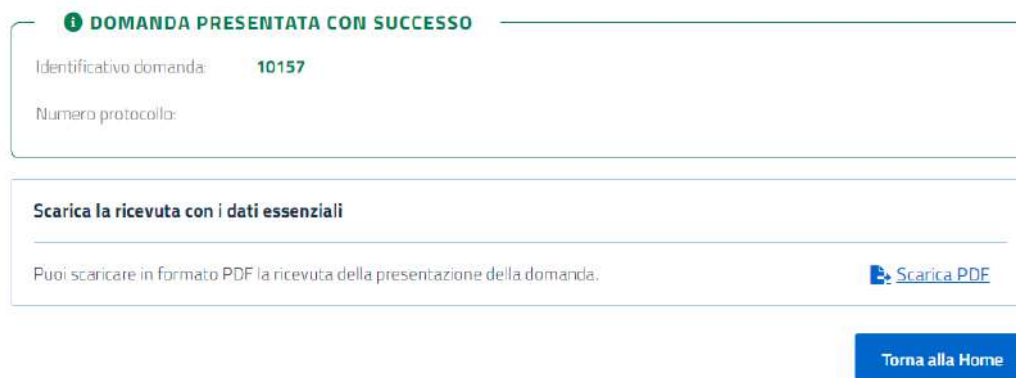 DOMANDA PRESENTATA CON SUCCESSO
Identificativo domanda: 10157
Numero protocollo:
Scarica la ricevuta con i dati essenziali
Puoi scaricare in formato PDF la ricevuta della presentazione della domanda. Scarica PDF
Torna alla Home